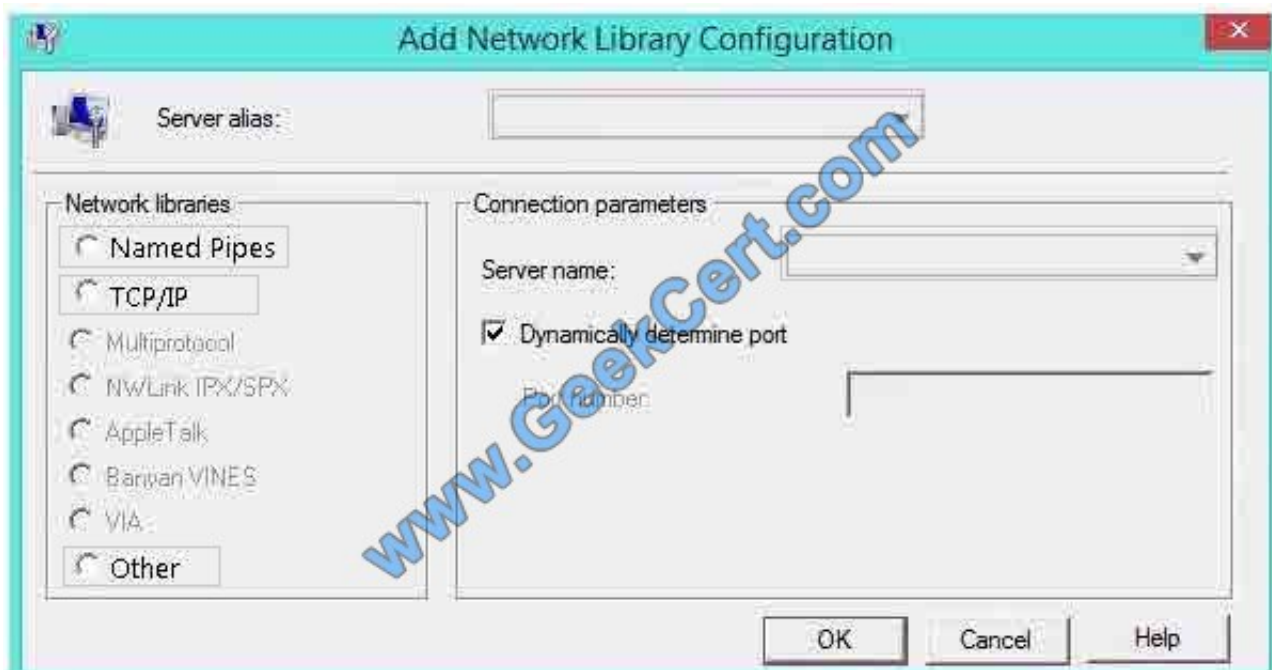 Add Network Library Configuration
Server alias:
Network libraries
Named Pipes
TCP/IP
Multiprotocol
NWLink IPX/SPX
AppleTalk
Banyan VINES
VIA
Other
Connection parameters
Server name:
Dynamically determine port
Port number:
OK
Cancel
Help
www.GeekCert.com